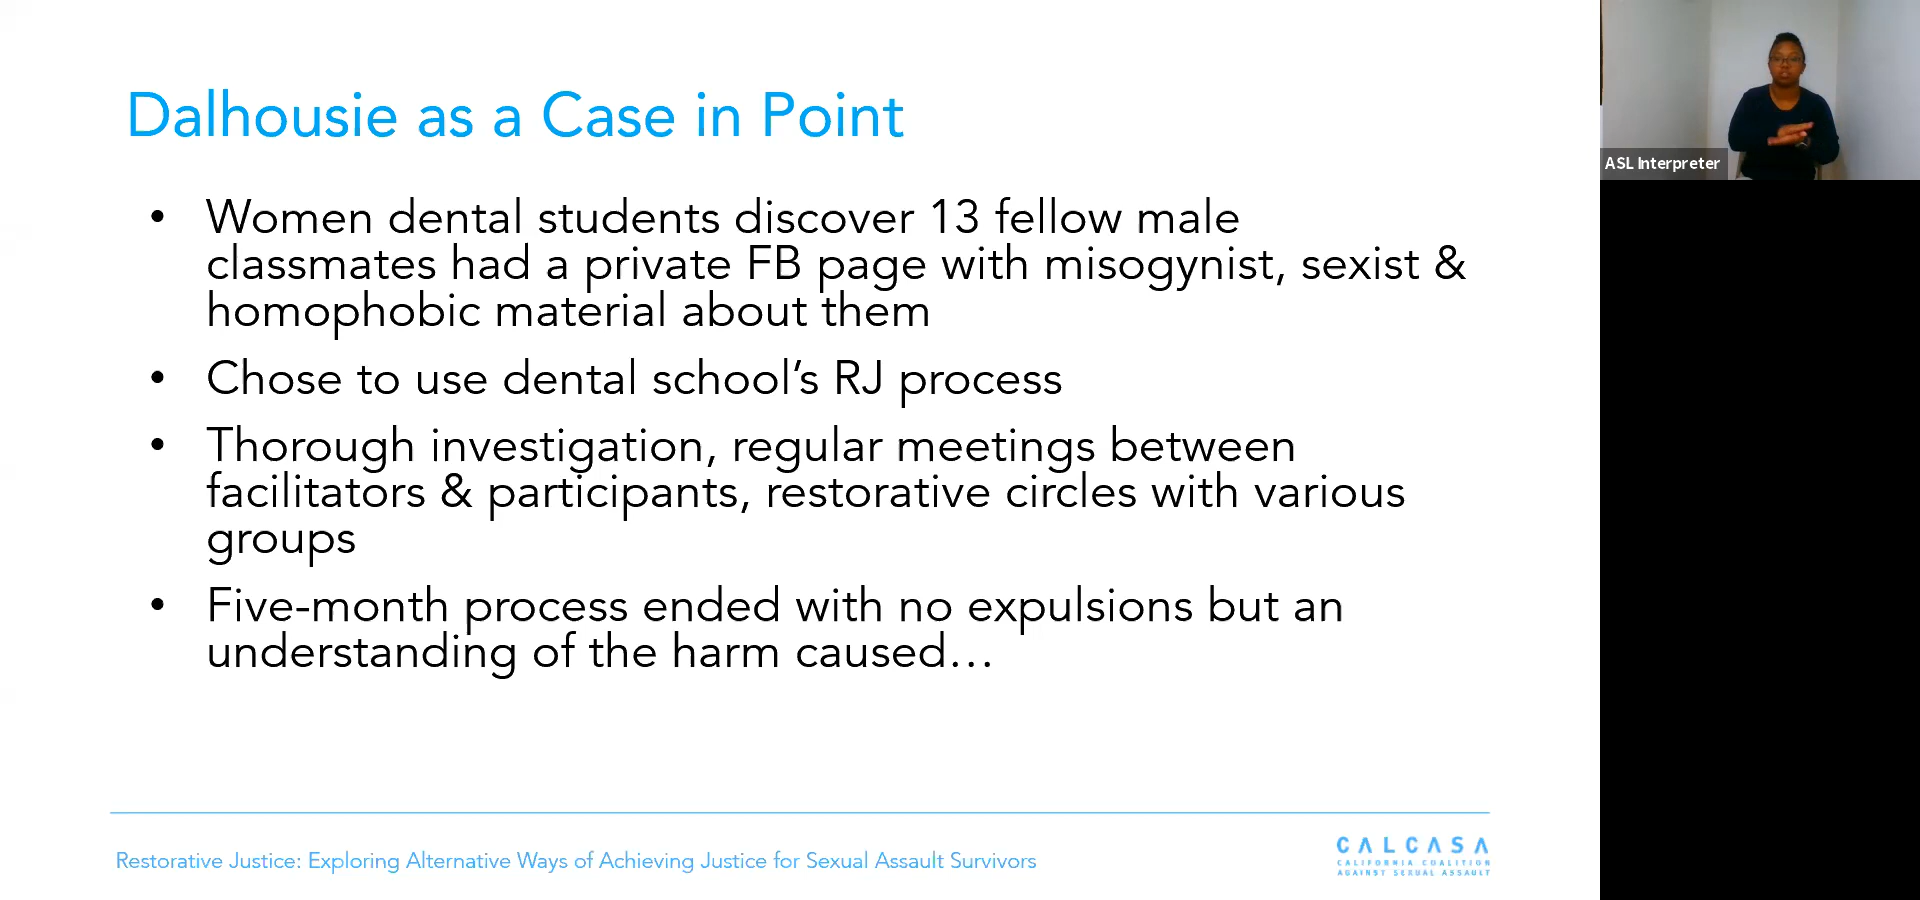 Dalhousie as a Case in Point
• Women dental students discover 13 fellow male
classmates had a private FB page with misogynist, sexist &
homophobic material about them
• Chose to use dental school’s RJ process
• Thorough investigation, regular meetings between
facilitators & participants, restorative circles with various
groups
• Five-month process ended with no expulsions but an
understanding of the harm caused…
Restorative Justice: Exploring Alternative Ways of Achieving Justice for Sexual Assault Survivors
CALCASA
CALIFORNIA COALITION
AGAINST SEXUAL ASSAULT
ASL Interpreter